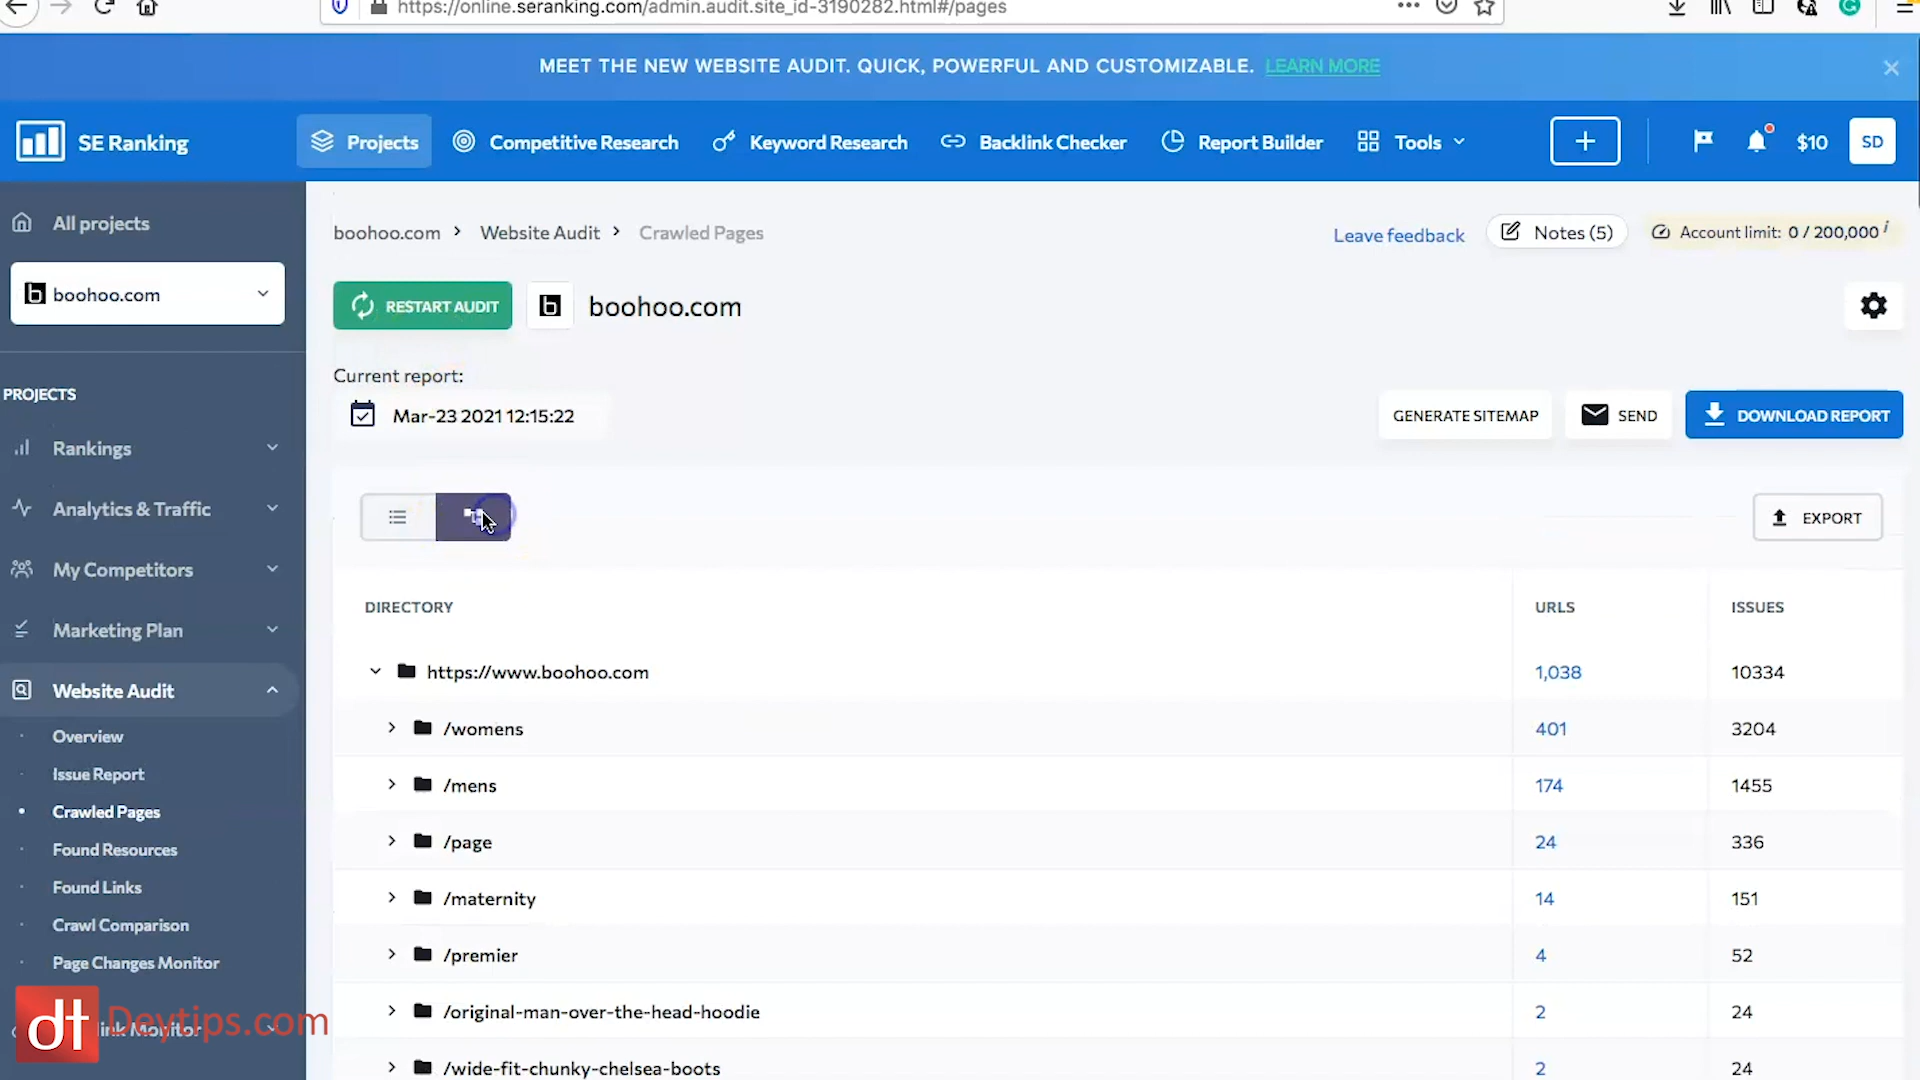 https://online.seranking.com/admin.audit.site_id-3190282.html#/pages
MEET THE NEW WEBSITE AUDIT. QUICK, POWERFUL AND CUSTOMIZABLE. LEARN MORE
SE Ranking
Projects
Competitive Research
Keyword Research
Backlink Checker
Report Builder
Tools
$10
SD
All projects
boohoo.com
PROJECTS
Rankings
Analytics & Traffic
My Competitors
Marketing Plan
Website Audit
Overview
Issue Report
Crawled Pages
Found Resources
Found Links
Crawl Comparison
Page Changes Monitor
dt Deytips.com
Monitor
boohoo.com > Website Audit > Crawled Pages
Leave feedback
Notes (5)
Account limit: 0 / 200,000 i
RESTART AUDIT
boohoo.com
Current report:
Mar-23 2021 12:15:22
GENERATE SITEMAP
SEND
DOWNLOAD REPORT
EXPORT
DIRECTORY URLS ISSUES
https://www.boohoo.com 1,038 10334
/womens 401 3204
/mens 174 1455
/page 24 336
/maternity 14 151
/premier 4 52
/original-man-over-the-head-hoodie 2 24
/wide-fit-chunky-chelsea-boots 2 24